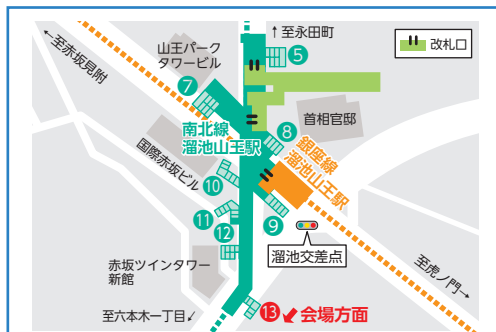 ↑至永田町
改札口
←至赤坂見附
山王パーク
タワービル
⑤
⑦
首相官邸
南北線
溜池山王駅
⑧
銀座線
溜池山王駅
国際赤坂ビル
⑩
⑪
⑨
⑫
溜池交差点
赤坂ツインタワー
新館
至虎ノ門→
⑬
↙会場方面
至六本木一丁目↙